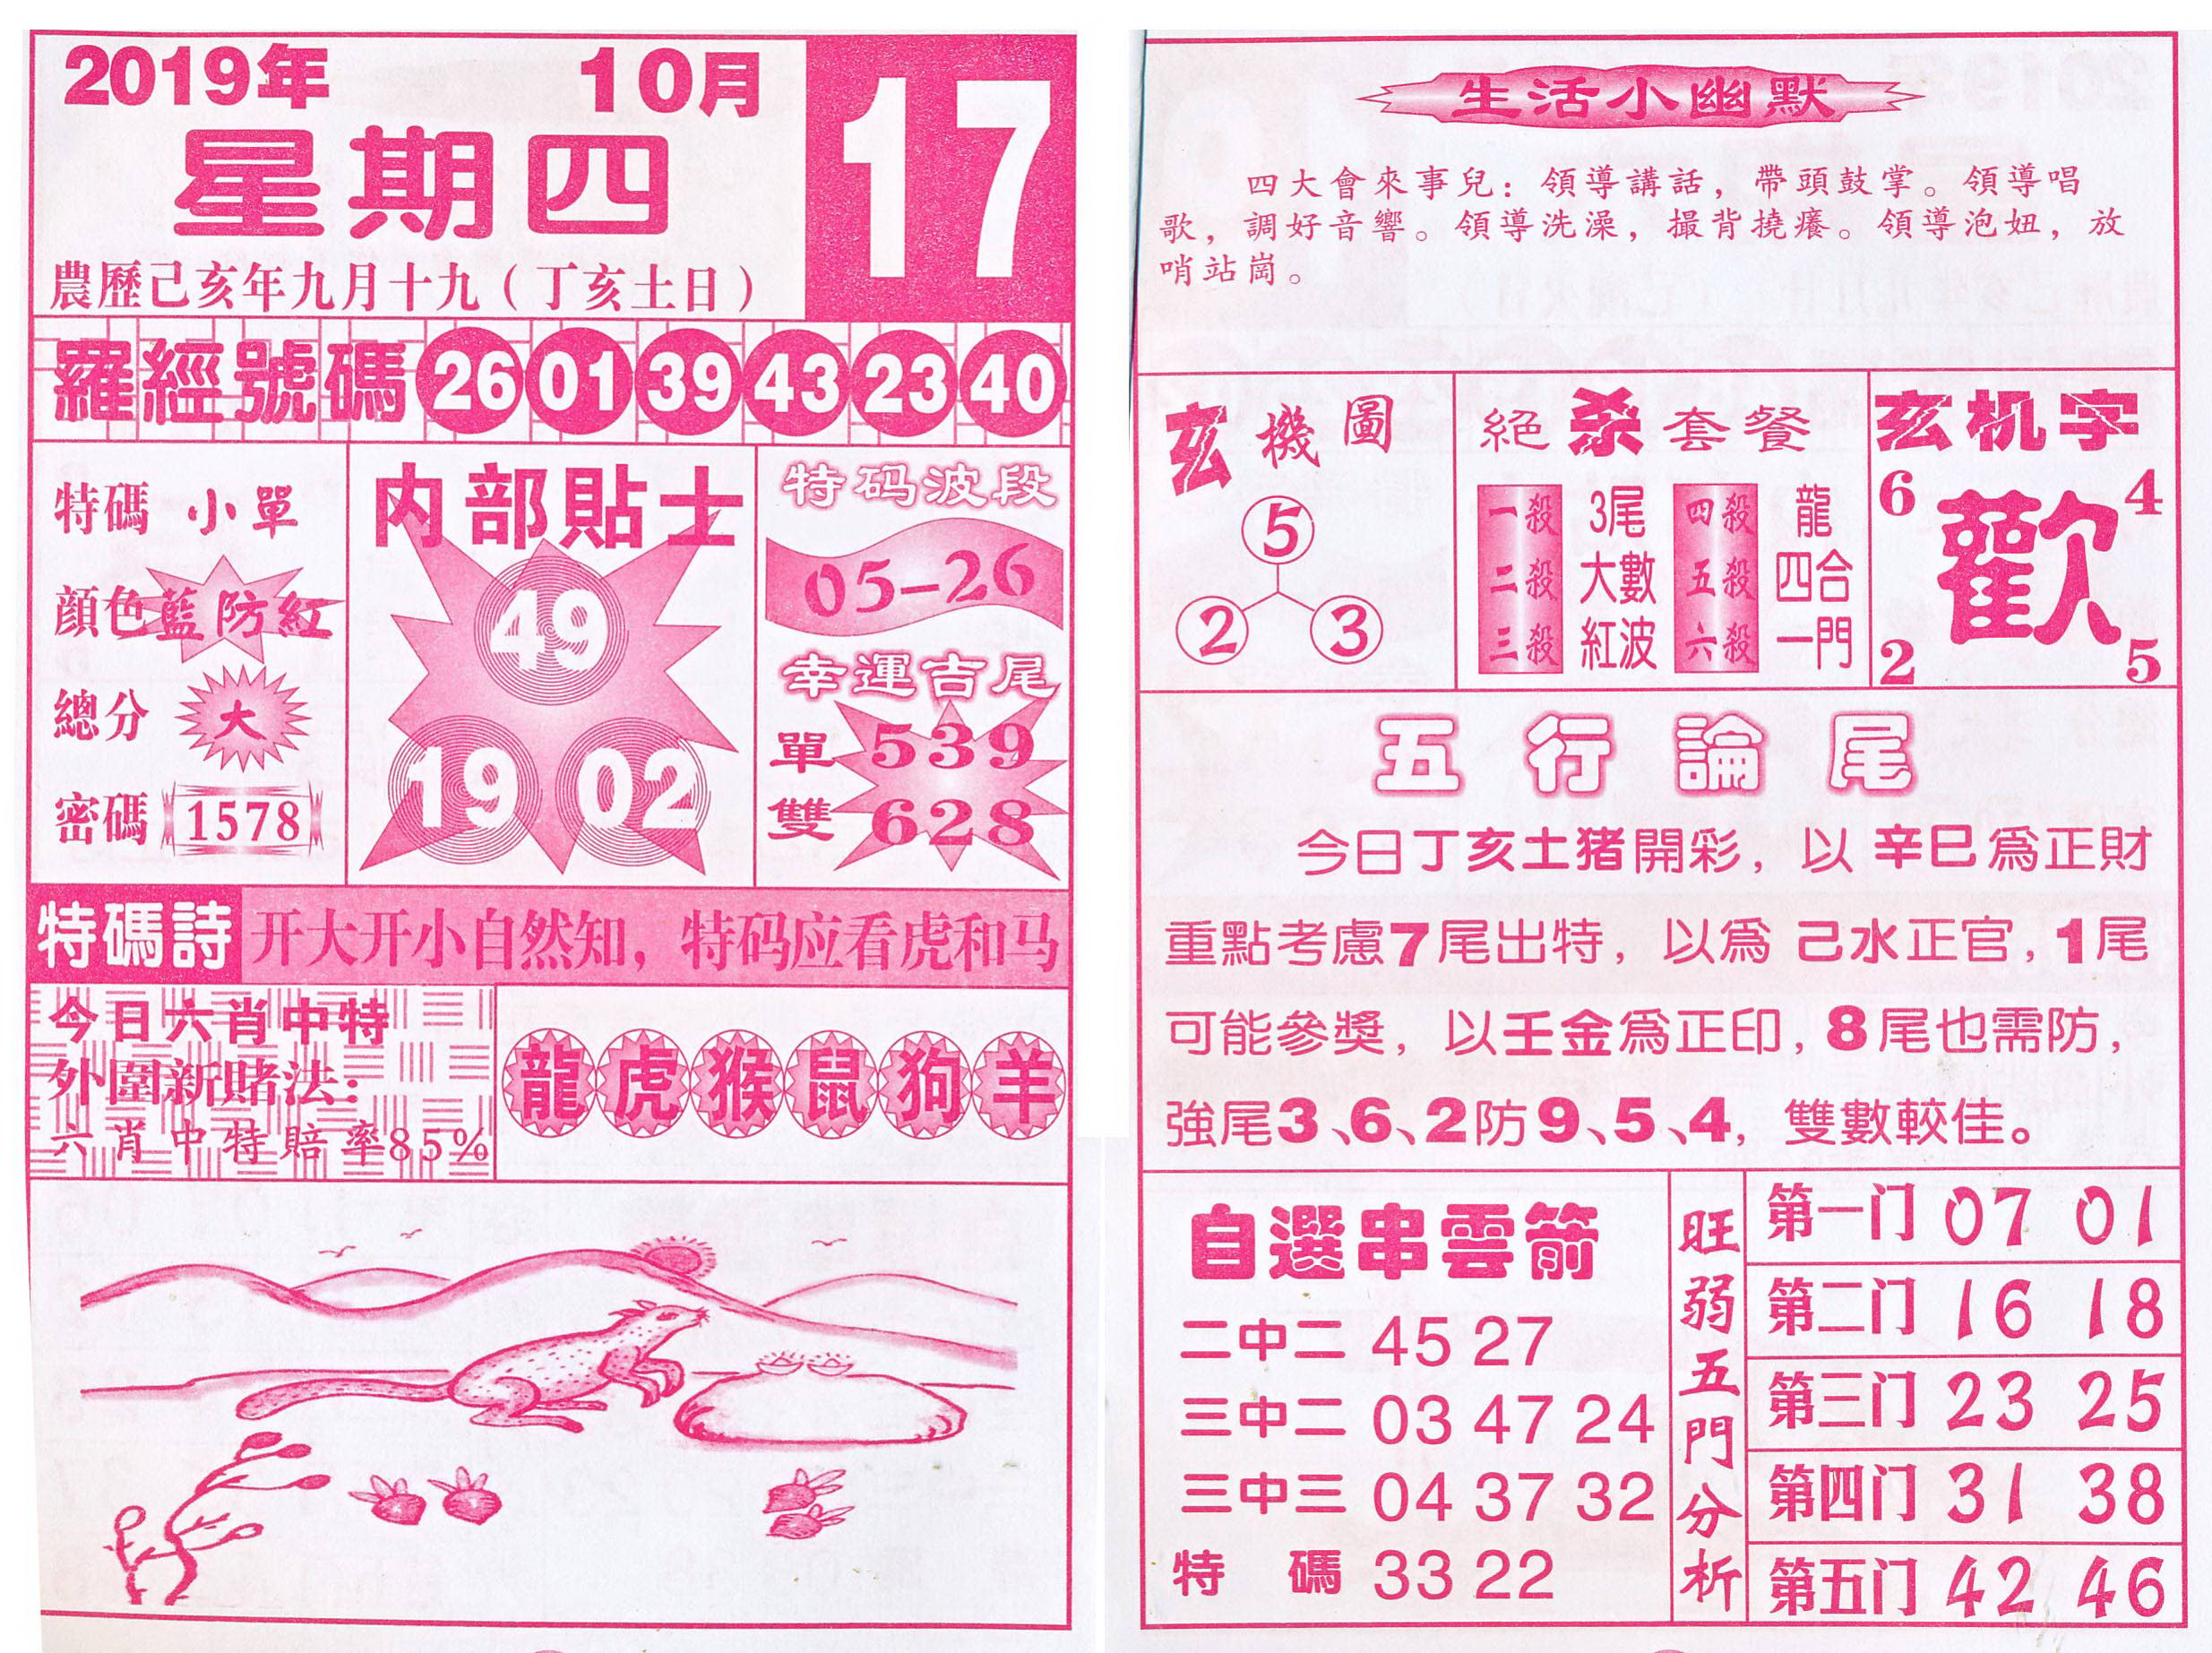 2019年 10月
17
星期四
農歷己亥年九月十九（丁亥土日）
羅經號碼 26 01 39 43 23 40
特碼 小單
顔色 藍防紅
總分 大
密碼 1578
内部貼士
49
19 02
特码波段
05-26
幸運吉尾
單 539
雙 628
特碼詩 开大开小自然知，特码应看虎和马
今日六肖中特
外圍新賭法：
六肖中特賠率85%
龍 虎 猴 鼠 狗 羊
生活小幽默
四大會來事兒：領導講話，帶頭鼓掌。領導唱
歌，調好音響。領導洗澡，撮背撓癢。領導泡妞，放
哨站崗。
玄機圖
5
2 3
絕杀套餐
一殺 3尾 四殺 龍
二殺 大數 五殺 四合
三殺 紅波 六殺 一門
玄机字
6 4
歡
2 5
五行論尾
今日丁亥土猪開彩，以 辛巳為正財
重點考慮7尾出特，以爲 己水正官，1尾
可能參獎，以壬金爲正印，8尾也需防，
強尾3、6、2防9、5、4，雙數較佳。
自選串雲箭
二中二 45 27
三中二 03 47 24
三中三 04 37 32
特 碼 33 22
旺弱五門分析
第一门 07 01
第二门 16 18
第三门 23 25
第四门 31 38
第五门 42 46